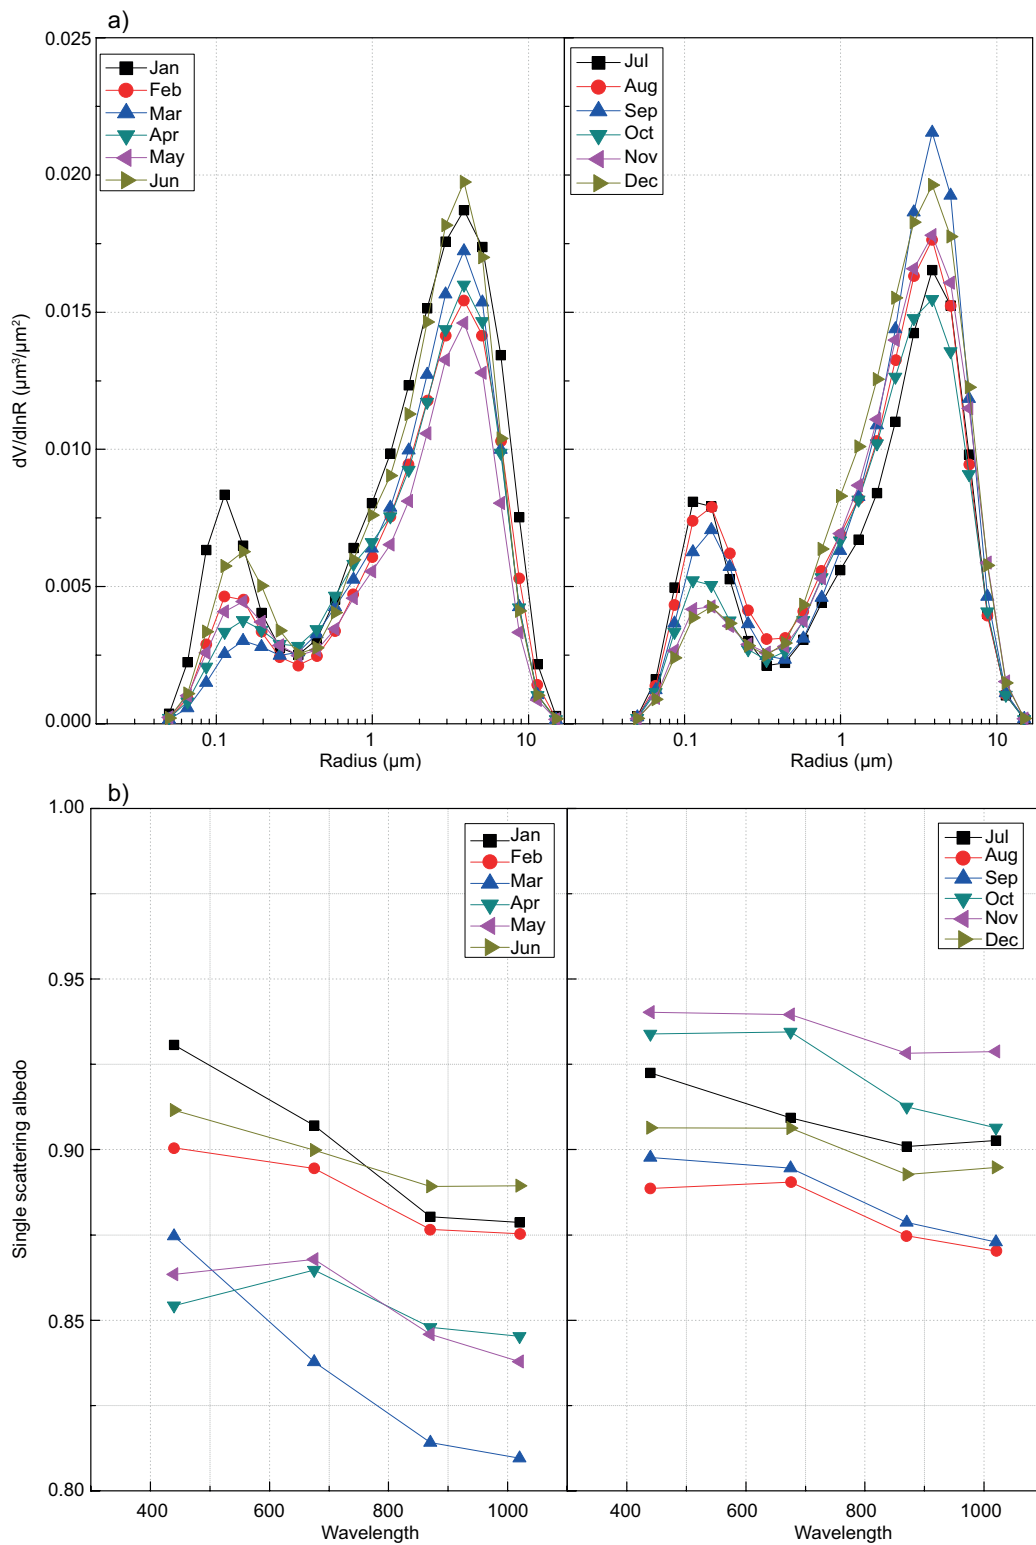 a)
0.025
0.020
0.015
0.010
0.005
0.000
dV/dlnR (µm³/µm²)
Jan
Feb
Mar
Apr
May
Jun
Jul
Aug
Sep
Oct
Nov
Dec
0.1 1 10
0.1 1 10
Radius (µm)
Radius (µm)
b)
1.00
0.95
0.90
0.85
0.80
Single scattering albedo
Jan
Feb
Mar
Apr
May
Jun
Jul
Aug
Sep
Oct
Nov
Dec
400 600 800 1000
400 600 800 1000
Wavelength
Wavelength